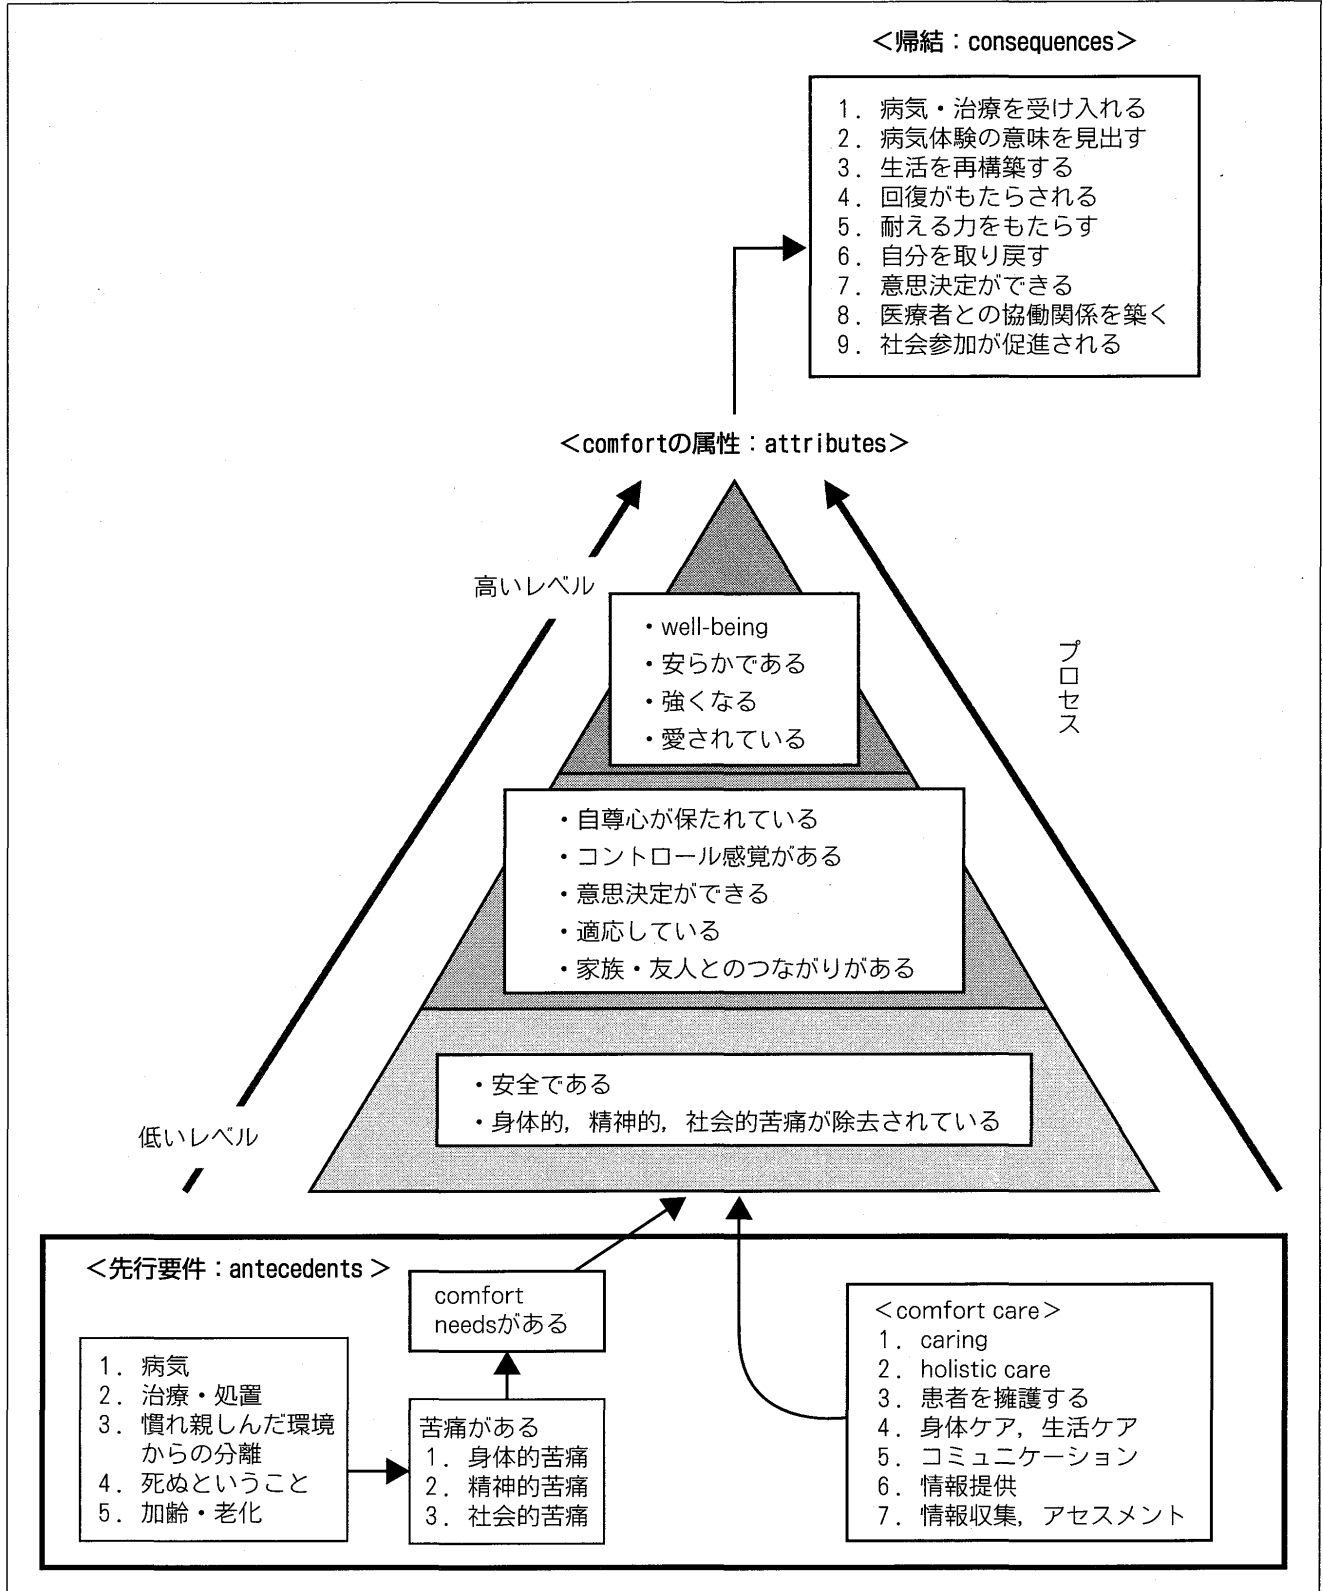 ＜帰結：consequences＞
1．病気・治療を受け入れる
2．病気体験の意味を見出す
3．生活を再構築する
4．回復がもたらされる
5．耐える力をもたらす
6．自分を取り戻す
7．意思決定ができる
8．医療者との協働関係を築く
9．社会参加が促進される
＜comfortの属性：attributes＞
高いレベル
・well-being
・安らかである
・強くなる
・愛されている
プロセス
・自尊心が保たれている
・コントロール感覚がある
・意思決定ができる
・適応している
・家族・友人とのつながりがある
・安全である
・身体的，精神的，社会的苦痛が除去されている
低いレベル
＜先行要件：antecedents＞
comfort
needsがある
1．病気
2．治療・処置
3．慣れ親しんだ環境
からの分離
4．死ぬということ
5．加齢・老化
苦痛がある
1．身体的苦痛
2．精神的苦痛
3．社会的苦痛
＜comfort care＞
1．caring
2．holistic care
3．患者を擁護する
4．身体ケア，生活ケア
5．コミュニケーション
6．情報提供
7．情報収集，アセスメント